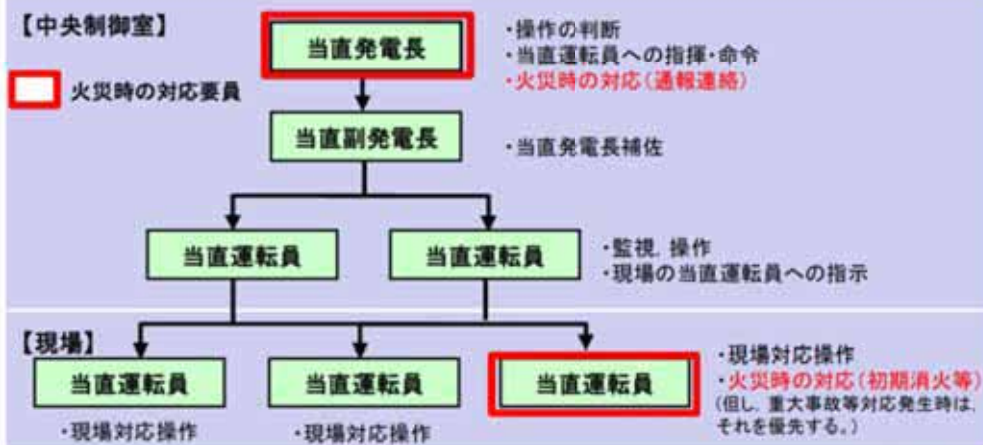 【中央制御室】
当直発電長
・操作の判断
・当直運転員への指揮・命令
・火災時の対応(通報連絡)
火災時の対応要員
当直副発電長
・当直発電長補佐
当直運転員
当直運転員
・監視，操作
・現場の当直運転員への指示
【現場】
当直運転員
当直運転員
当直運転員
・現場対応操作
・火災時の対応(初期消火等)
(但し，重大事故等対応発生時は，
それを優先する。)
・現場対応操作
・現場対応操作